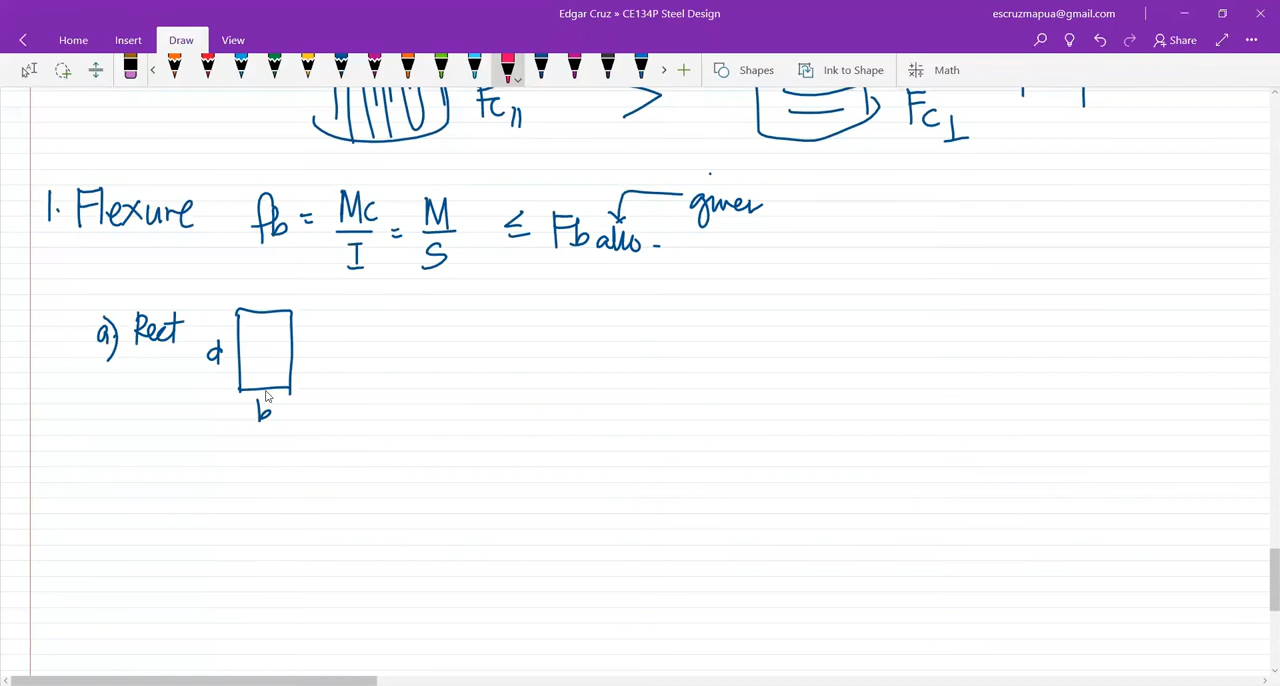 Edgar Cruz » CE134P Steel Design
escruzmapua@gmail.com
Home Insert Draw View
Share
Shapes Ink to Shape Math
Fc॥ > Fc⊥
1. Flexure fb = Mc/I = M/S ≤ Fb allo - given
a) Rect d
b